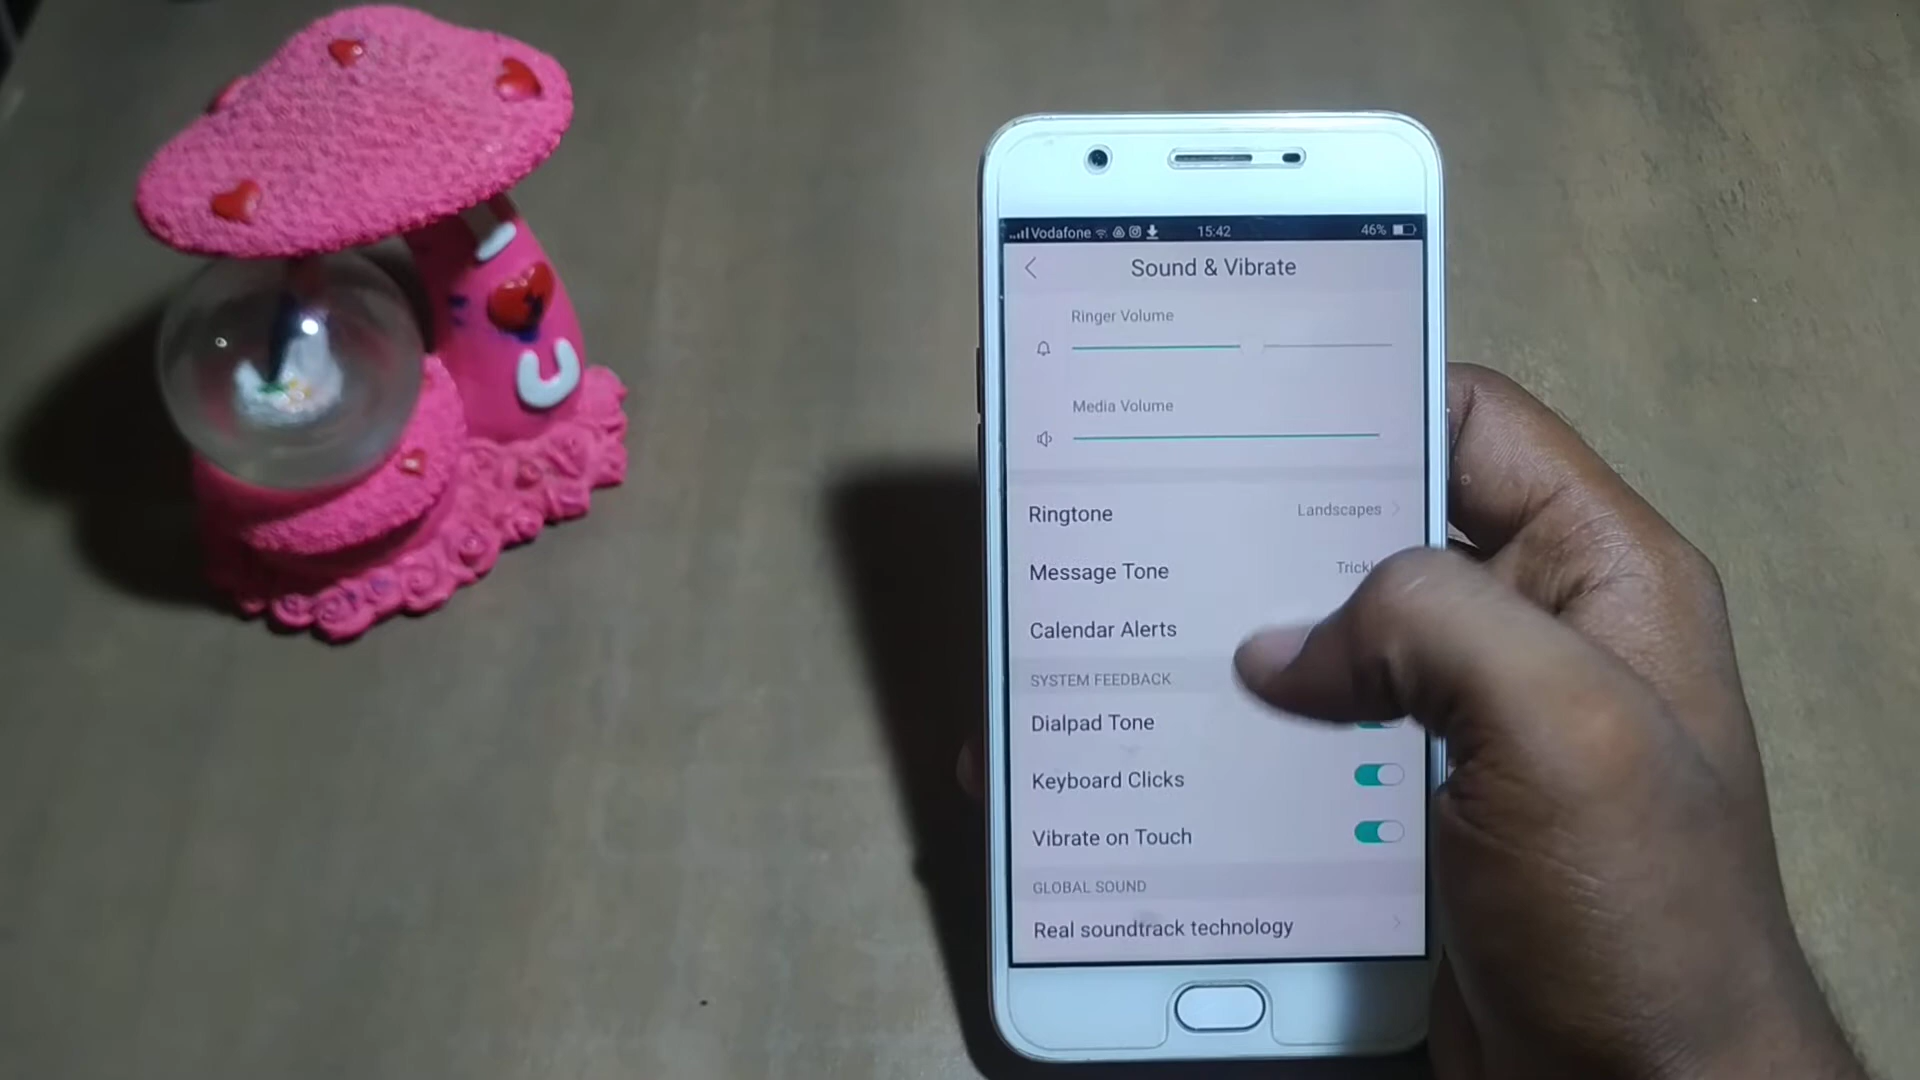 Vodafone 15:42 46%
Sound & Vibrate
Ringer Volume
Media Volume
Ringtone Landscapes
Message Tone
Calendar Alerts
SYSTEM FEEDBACK
Dialpad Tone
Keyboard Clicks
Vibrate on Touch
GLOBAL SOUND
Real soundtrack technology